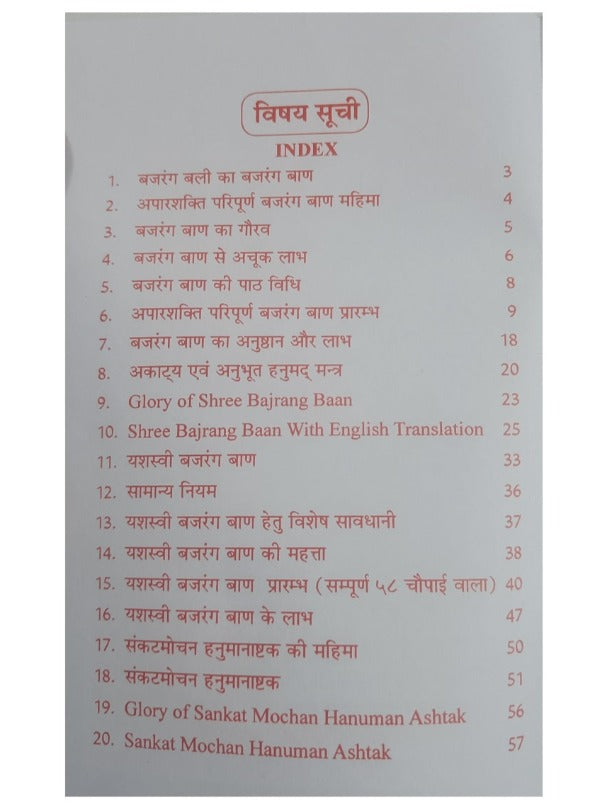 विषय सूची
INDEX
1. बजरंग बली का बजरंग बाण 3
2. अपारशक्ति परिपूर्ण बजरंग बाण महिमा 4
3. बजरंग बाण का गौरव 5
4. बजरंग बाण से अचूक लाभ 6
5. बजरंग बाण की पाठ विधि 8
6. अपारशक्ति परिपूर्ण बजरंग बाण प्रारम्भ 9
7. बजरंग बाण का अनुष्ठान और लाभ 18
8. अकाट्य एवं अनुभूत हनुमद् मन्त्र 20
9. Glory of Shree Bajrang Baan 23
10. Shree Bajrang Baan With English Translation 25
11. यशस्वी बजरंग बाण 33
12. सामान्य नियम 36
13. यशस्वी बजरंग बाण हेतु विशेष सावधानी 37
14. यशस्वी बजरंग बाण की महत्ता 38
15. यशस्वी बजरंग बाण प्रारम्भ (सम्पूर्ण ५८ चौपाई वाला) 40
16. यशस्वी बजरंग बाण के लाभ 47
17. संकटमोचन हनुमानाष्टक की महिमा 50
18. संकटमोचन हनुमानाष्टक 51
19. Glory of Sankat Mochan Hanuman Ashtak 56
20. Sankat Mochan Hanuman Ashtak 57